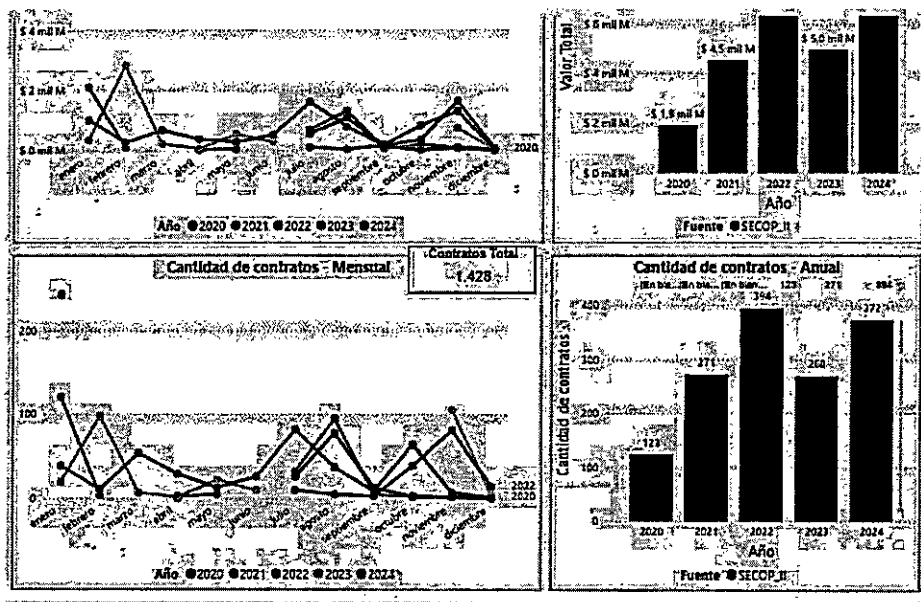 $ 4 mil M
$ 2 mil M
$ 0 mil M
2020
enero
febrero
marzo
abril
mayo
junio
julio
agosto
septiembre
octubre
noviembre
diciembre
Año 2020 2021 2022 2023 2024
Valor Total
$ 6 mil M
$ 4 mil M
$ 2 mil M
$ 0 mil M
$ 1,9 mil M
$ 4,5 mil M
$ 5,0 mil M
2020 2021 2022 2023 2024
Año
Fuente SECOP_II
Cantidad de contratos - Mensual
Contratos Total
1.428
200
100
0
2022
2020
enero
febrero
marzo
abril
mayo
junio
julio
agosto
septiembre
octubre
noviembre
diciembre
Año 2020 2021 2022 2023 2024
Cantidad de contratos - Anual
(En bla... (En blan... 123 271
Cantidad de contratos
400
300
200
100
0
123
271
394
268
372
2020 2021 2022 2023 2024
Año
Fuente SECOP_II